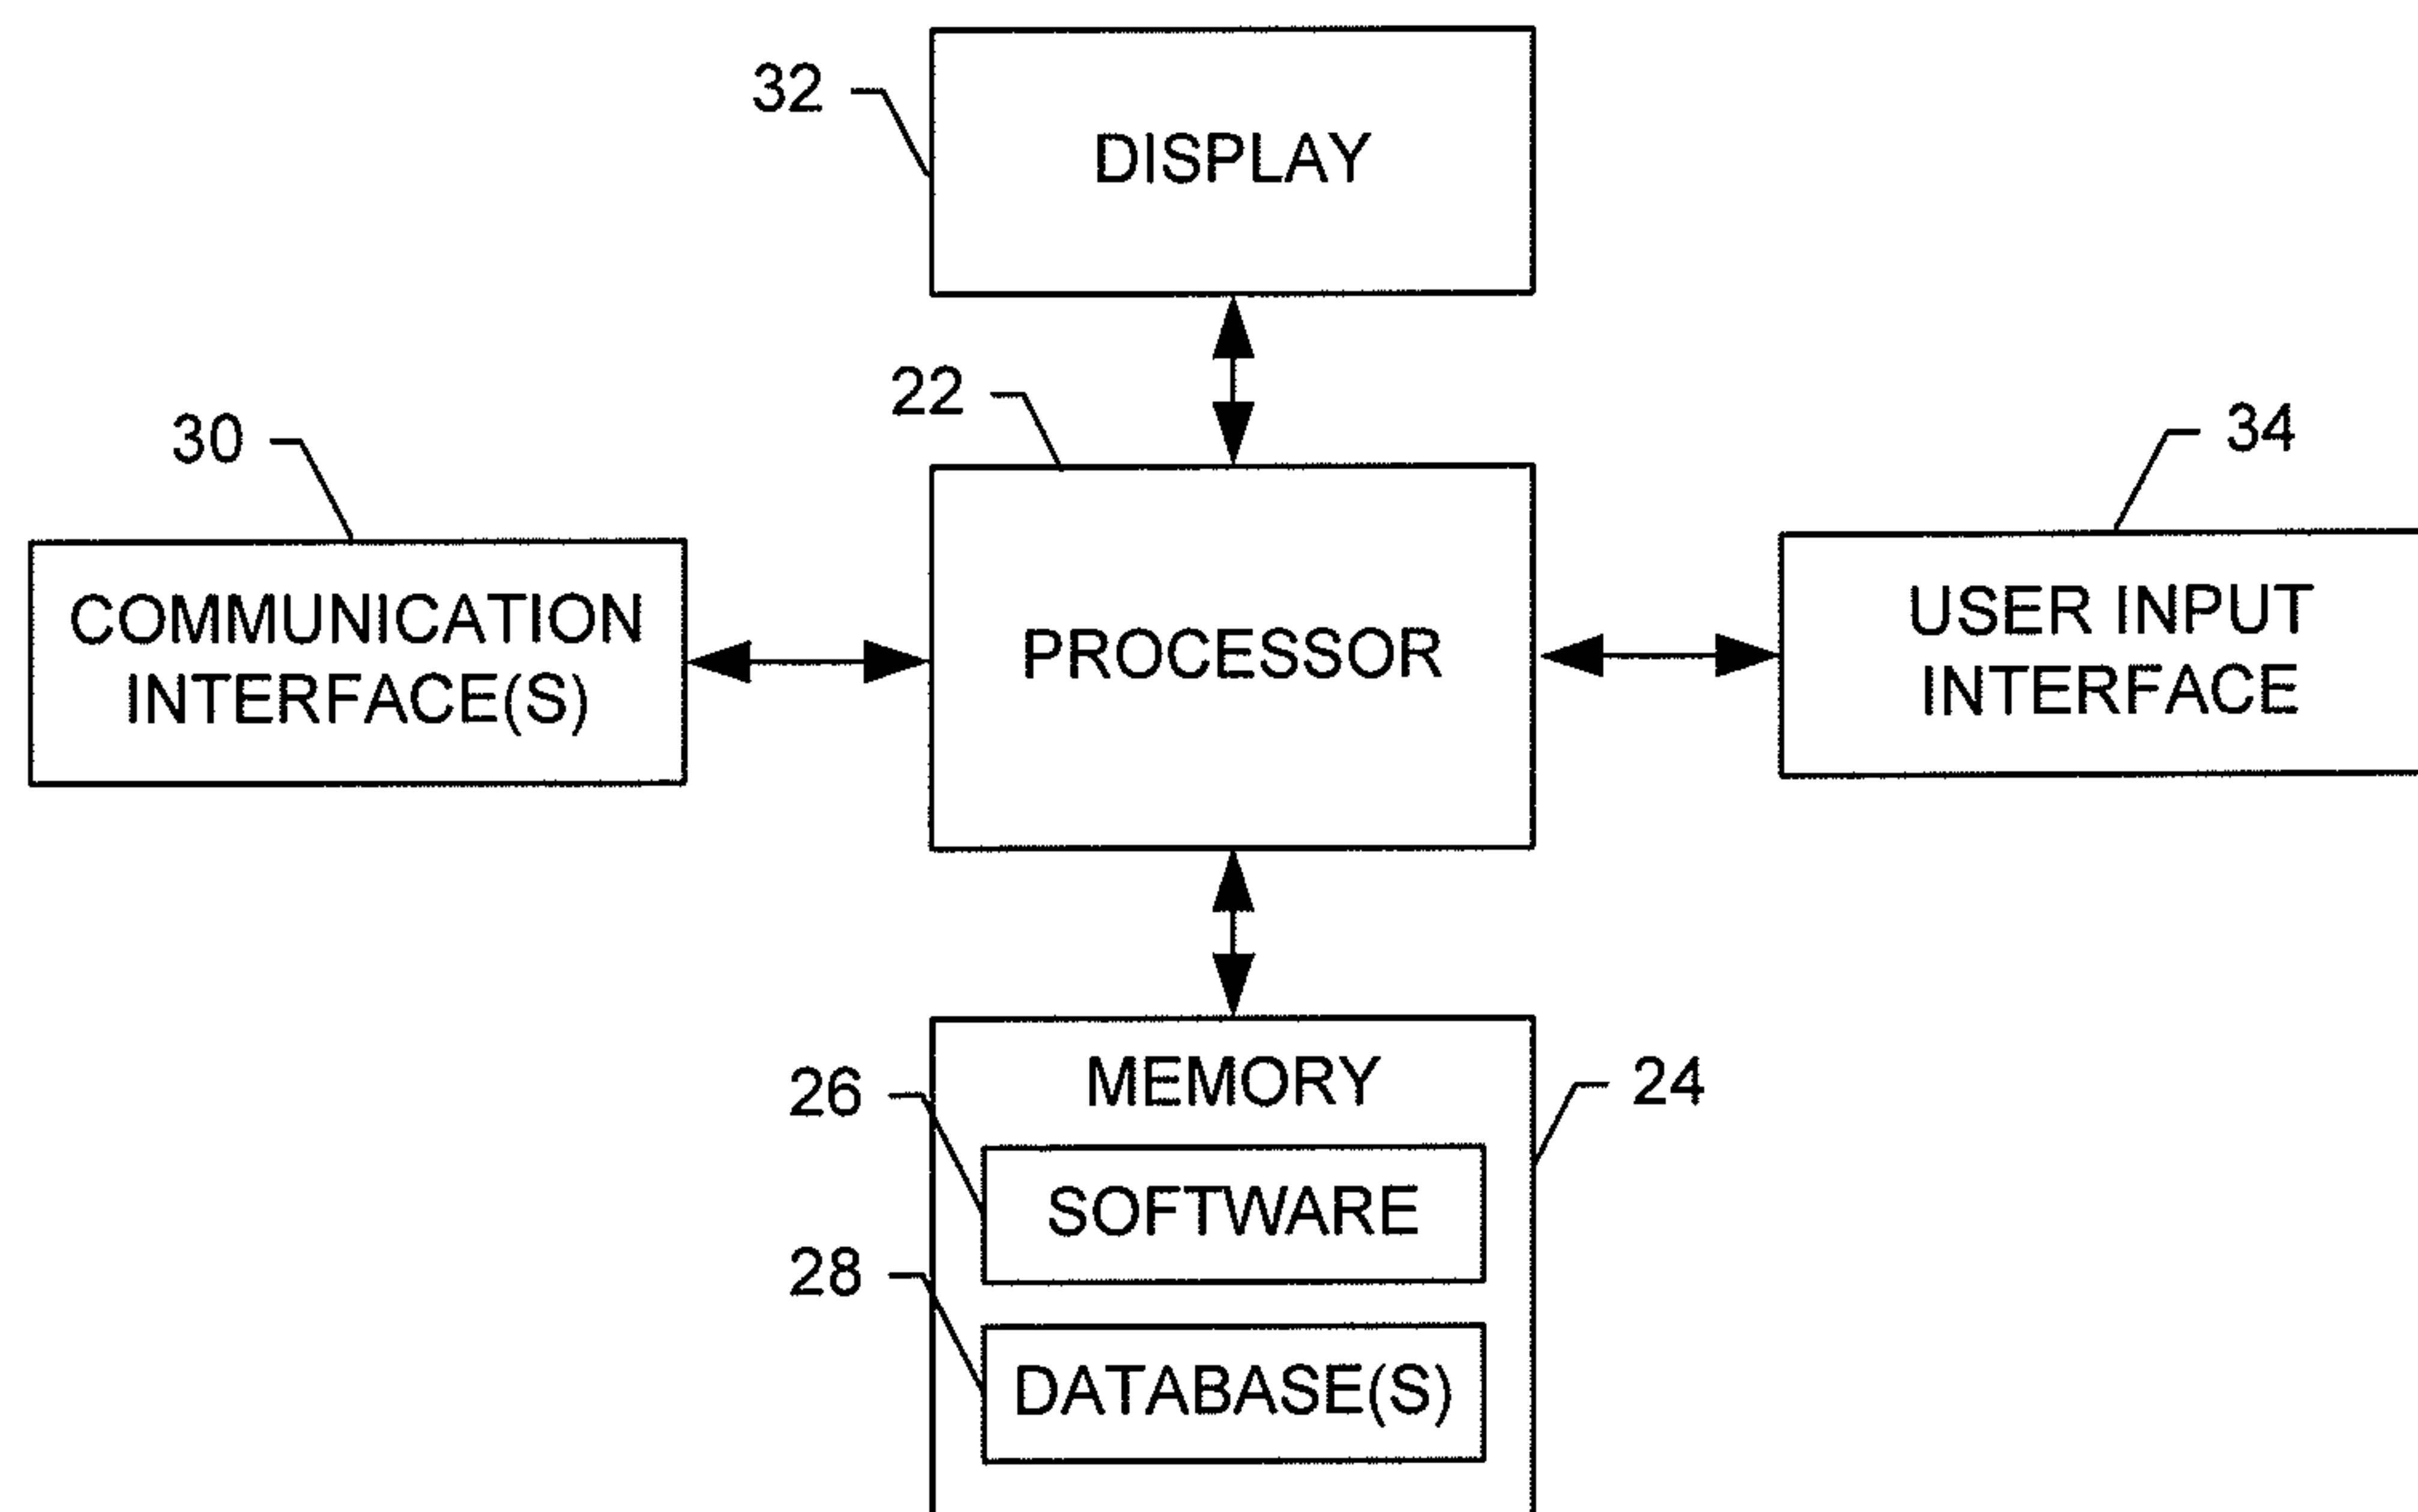 32
DISPLAY
22
30
34
COMMUNICATION
INTERFACE(S)
PROCESSOR
USER INPUT
INTERFACE
MEMORY
26
24
SOFTWARE
28
DATABASE(S)